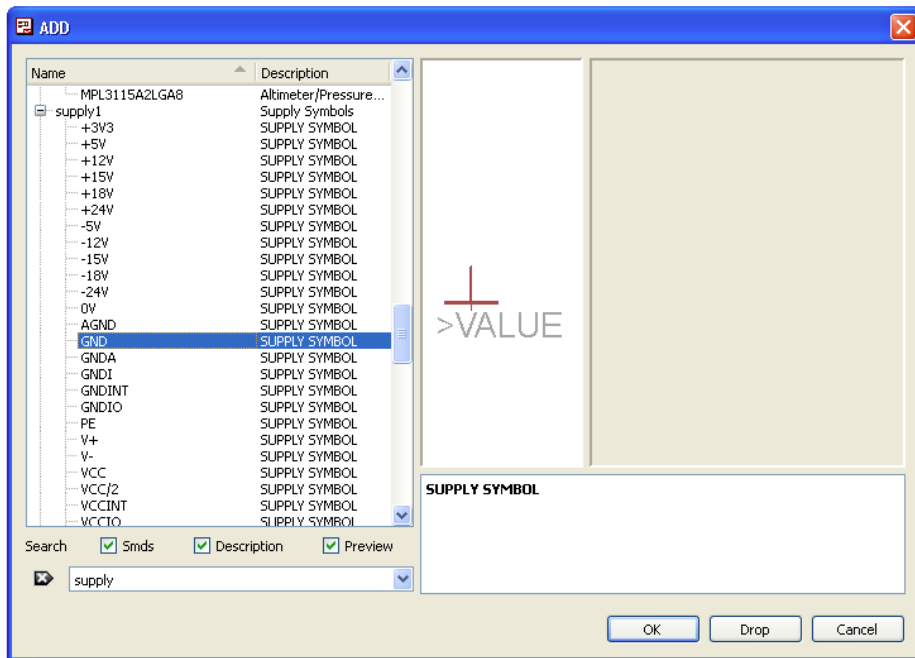 ADD
Name Description
MPL3115A2LGA8 Altimeter/Pressure...
supply1 Supply Symbols
+3V3 SUPPLY SYMBOL
+5V SUPPLY SYMBOL
+12V SUPPLY SYMBOL
+15V SUPPLY SYMBOL
+18V SUPPLY SYMBOL
+24V SUPPLY SYMBOL
-5V SUPPLY SYMBOL
-12V SUPPLY SYMBOL
-15V SUPPLY SYMBOL
-18V SUPPLY SYMBOL
-24V SUPPLY SYMBOL
0V SUPPLY SYMBOL
AGND SUPPLY SYMBOL
GND SUPPLY SYMBOL
GNDA SUPPLY SYMBOL
GNDI SUPPLY SYMBOL
GNDINT SUPPLY SYMBOL
GNDIO SUPPLY SYMBOL
PE SUPPLY SYMBOL
V+ SUPPLY SYMBOL
V- SUPPLY SYMBOL
VCC SUPPLY SYMBOL
VCC/2 SUPPLY SYMBOL
VCCINT SUPPLY SYMBOL
VCCIO SUPPLY SYMBOL
>VALUE
SUPPLY SYMBOL
Search Smds Description Preview
supply
OK Drop Cancel